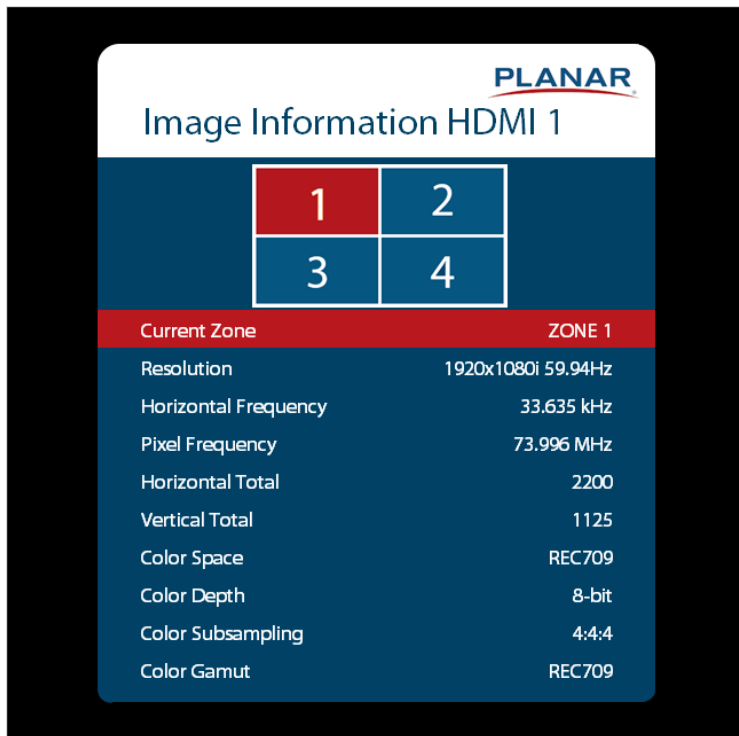 PLANAR
Image Information HDMI 1
1 2
3 4
Current Zone ZONE 1
Resolution 1920x1080i 59.94Hz
Horizontal Frequency 33.635 kHz
Pixel Frequency 73.996 MHz
Horizontal Total 2200
Vertical Total 1125
Color Space REC709
Color Depth 8-bit
Color Subsampling 4:4:4
Color Gamut REC709